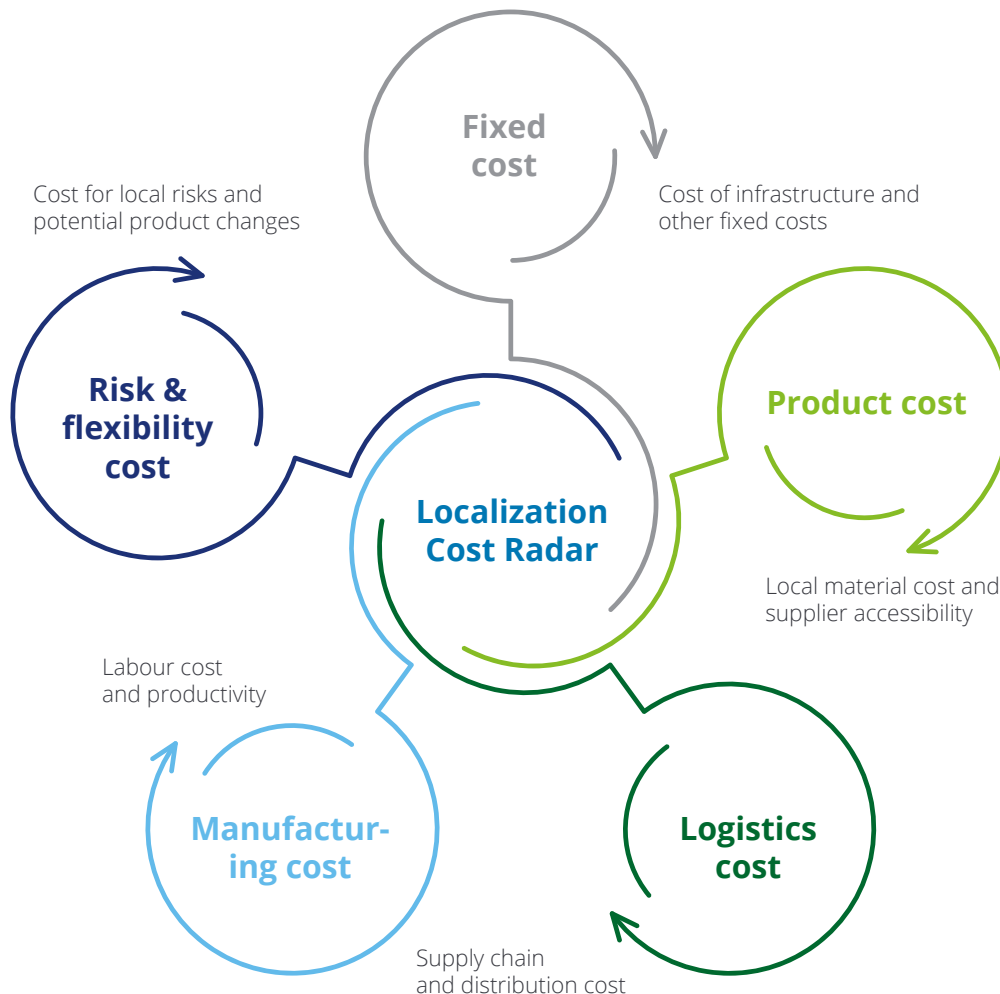 Fixed
cost
Cost for local risks and
potential product changes
Cost of infrastructure and
other fixed costs
Risk &
flexibility
cost
Product cost
Localization
Cost Radar
Local material cost and
supplier accessibility
Labour cost
and productivity
Manufactur-
ing cost
Logistics
cost
Supply chain
and distribution cost